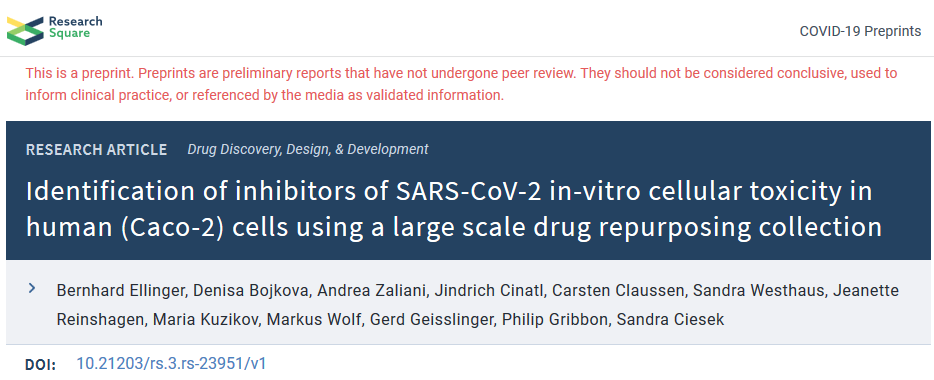 Research
Square
COVID-19 Preprints
This is a preprint. Preprints are preliminary reports that have not undergone peer review. They should not be considered conclusive, used to
inform clinical practice, or referenced by the media as validated information.
RESEARCH ARTICLE Drug Discovery, Design, & Development
Identification of inhibitors of SARS-CoV-2 in-vitro cellular toxicity in
human (Caco-2) cells using a large scale drug repurposing collection
Bernhard Ellinger, Denisa Bojkova, Andrea Zaliani, Jindrich Cinatl, Carsten Claussen, Sandra Westhaus, Jeanette
Reinshagen, Maria Kuzikov, Markus Wolf, Gerd Geisslinger, Philip Gribbon, Sandra Ciesek
DOI: 10.21203/rs.3.rs-23951/v1